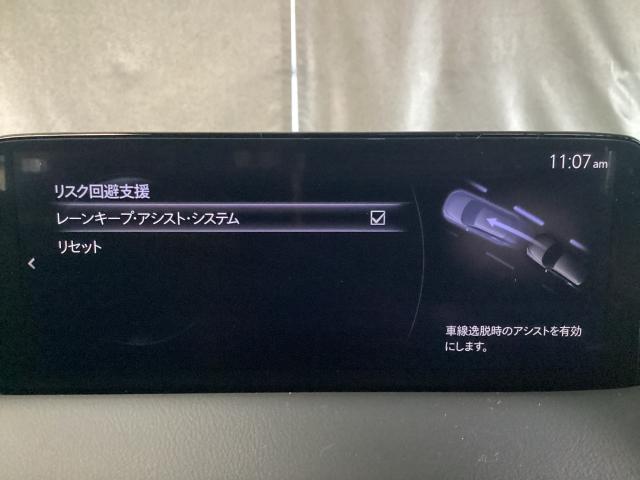 11:07am
リスク回避支援
レーンキープ・アシスト・システム
リセット
車線逸脱時のアシストを有効
にします。